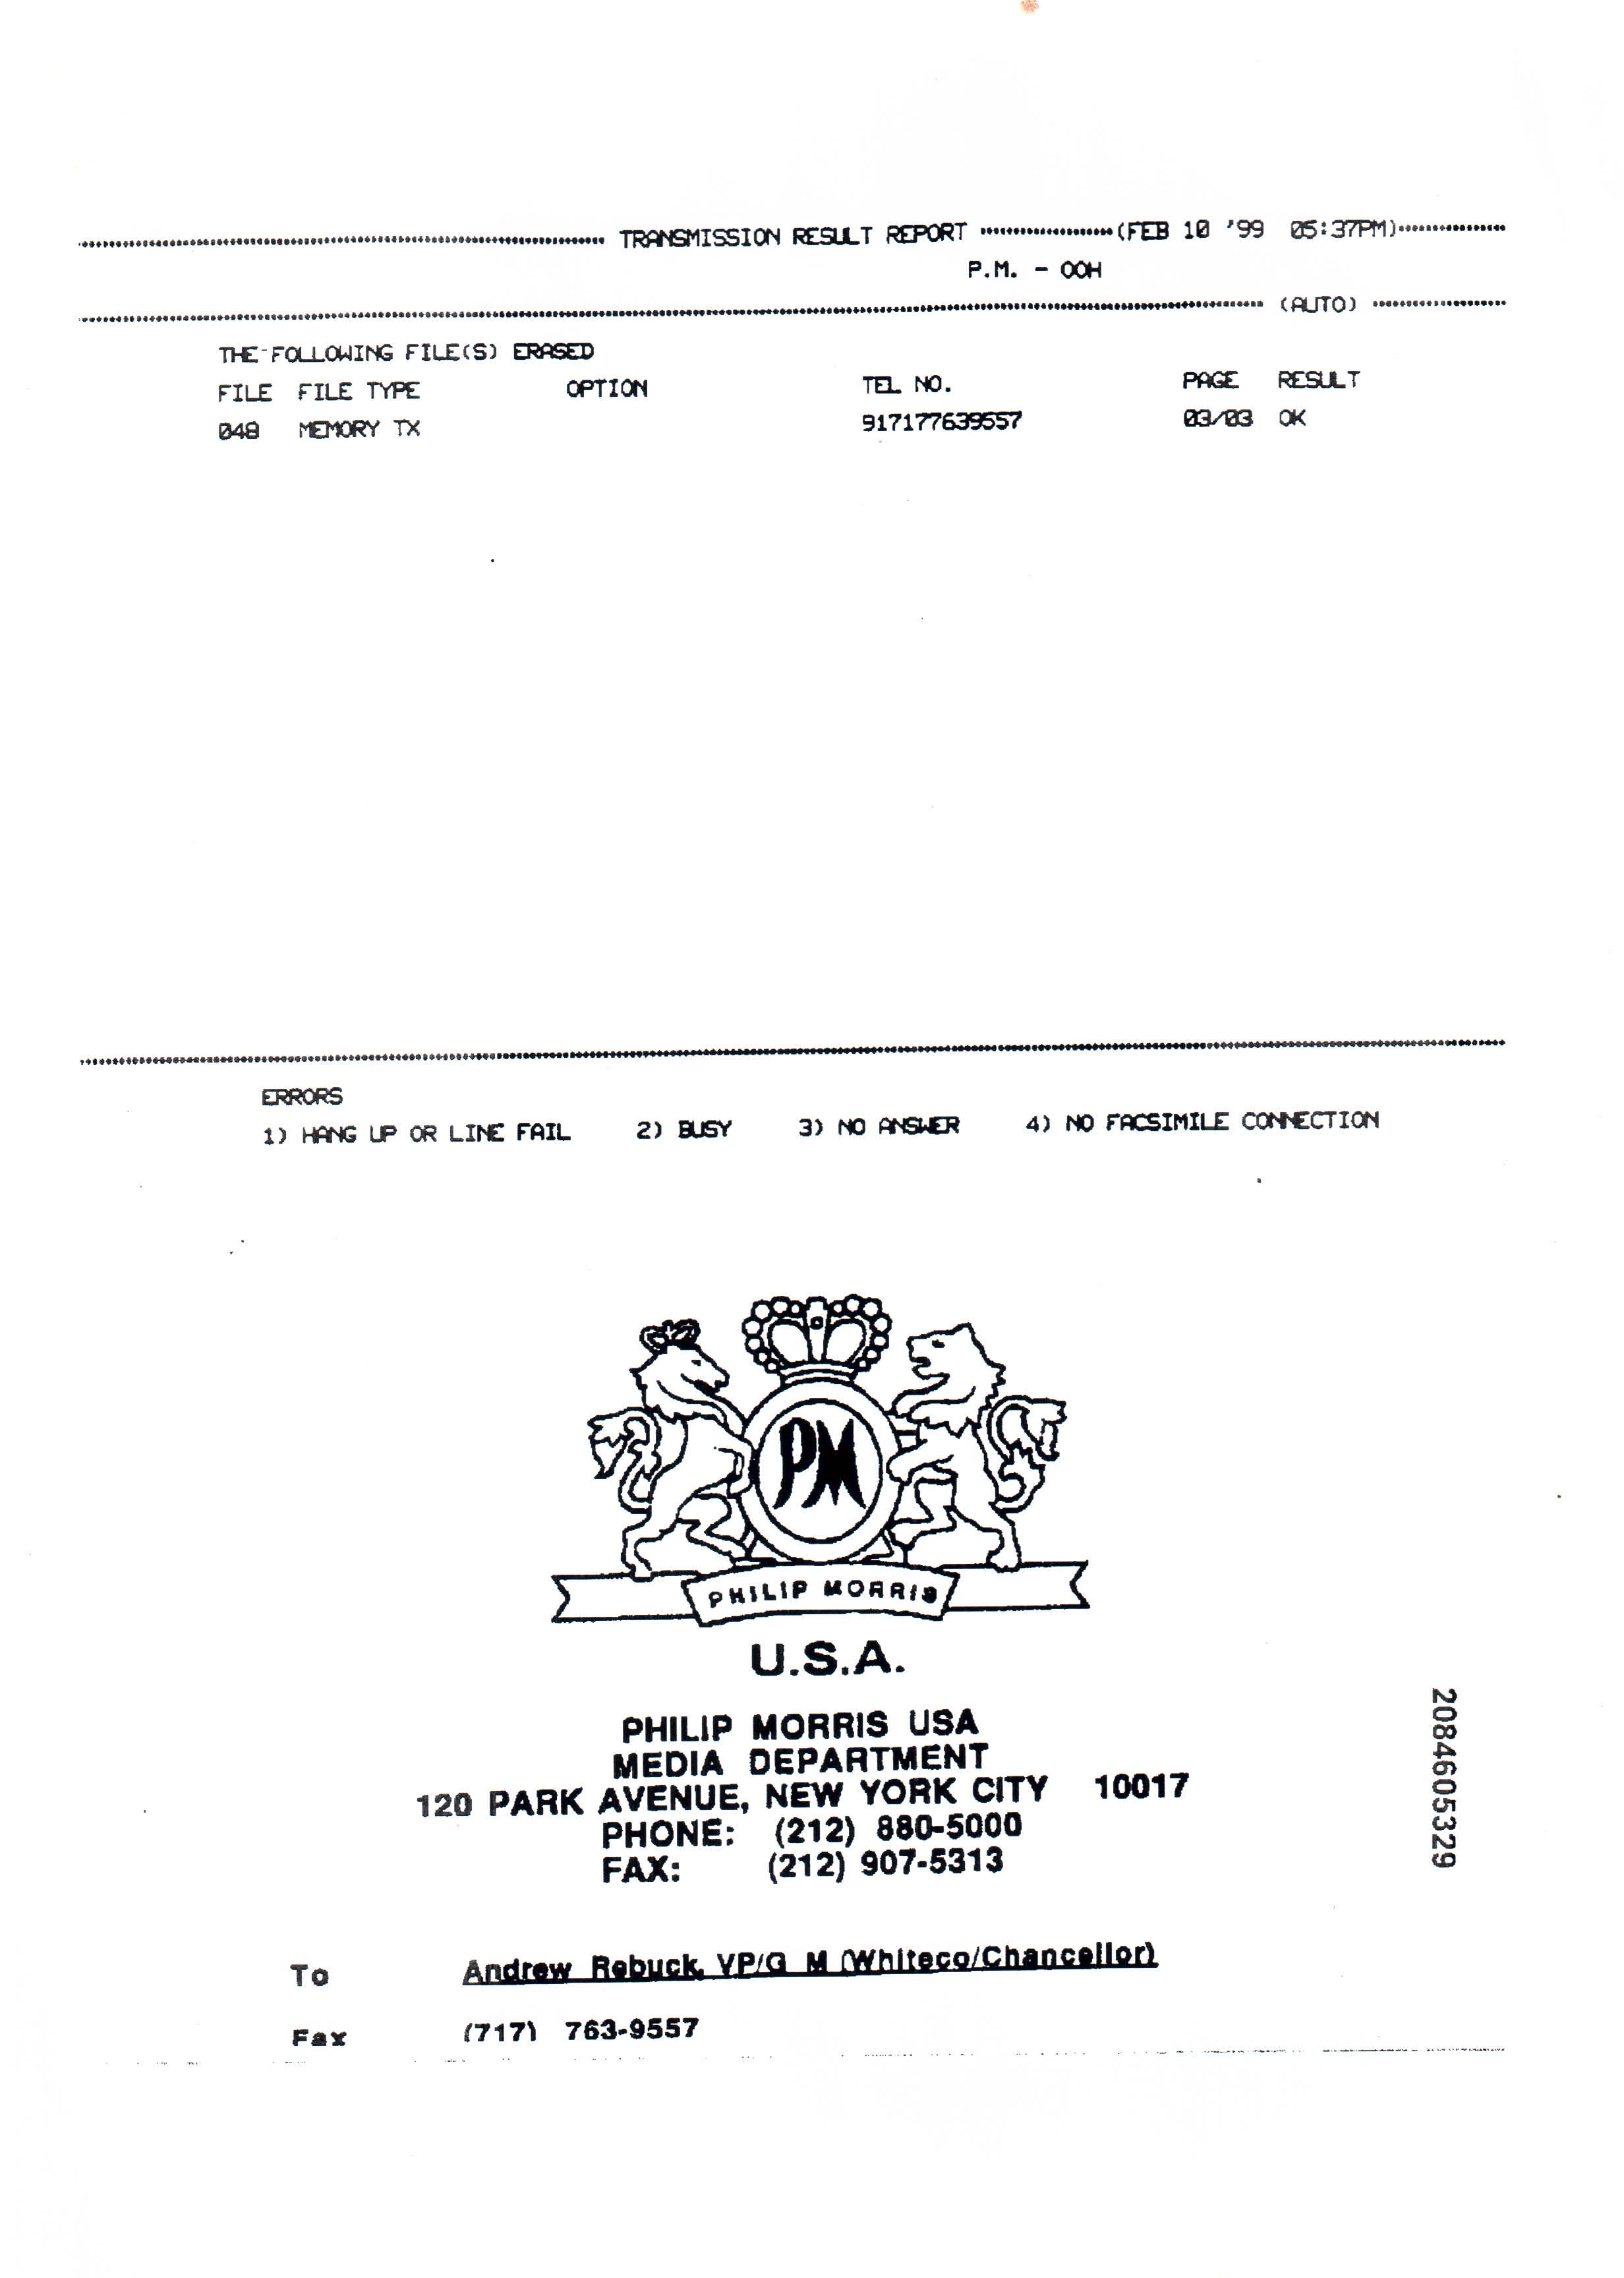 TRANSMISSION RESULT REPORT (FEB 10 '99 05:37PM)
P.M. - OOH
(AUTO)
THE FOLLOWING FILE(S) ERASED
FILE FILE TYPE OPTION TEL NO. PAGE RESULT
048 MEMORY TX 917177639557 03/03 OK
ERRORS
1) HANG UP OR LINE FAIL 2) BUSY 3) NO ANSWER 4) NO FACSIMILE CONNECTION
PM
PHILIP MORRIS
U.S.A.
PHILIP MORRIS USA
MEDIA DEPARTMENT
120 PARK AVENUE, NEW YORK CITY 10017
PHONE: (212) 880-5000
FAX: (212) 907-5313
2084605329
To Andrew Rebuck, VP/G M (Whiteco/Chancellor)
Fax (717) 763-9557